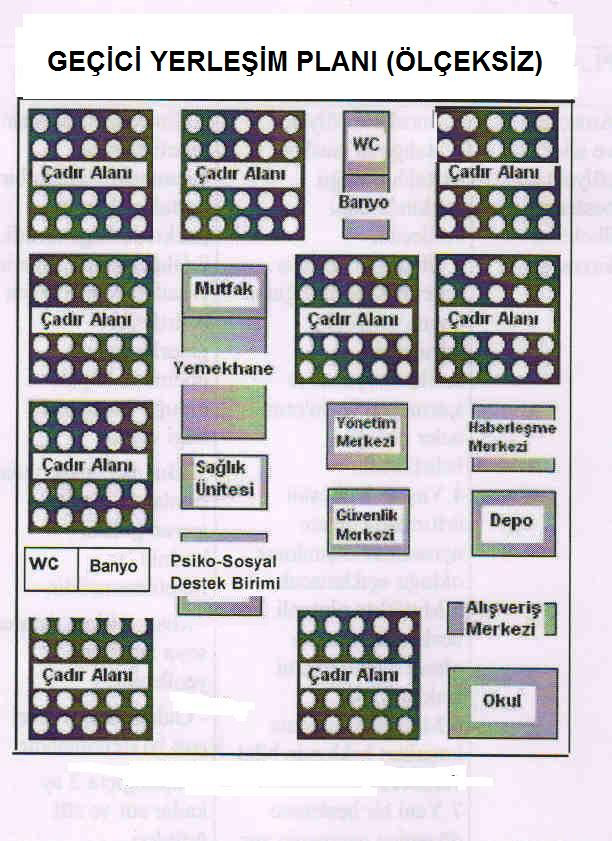 GEÇİCİ YERLEŞİM PLANI (ÖLÇEKSİZ)
Çadır Alanı
Çadır Alanı
WC
Banyo
Çadır Alanı
Çadır Alanı
Mutfak
Yemekhane
Çadır Alanı
Çadır Alanı
Çadır Alanı
Sağlık
Ünitesi
Yönetim
Merkezi
Haberleşme
Merkezi
Güvenlik
Merkezi
Depo
WC
Banyo
Psiko-Sosyal
Destek Birimi
Alışveriş
Merkezi
Çadır Alanı
Çadır Alanı
Okul